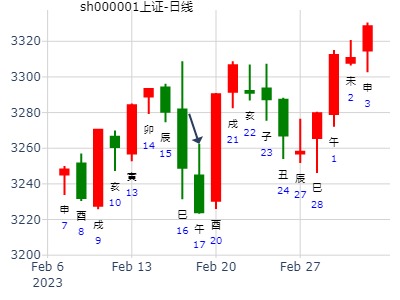 sh000001上证-日线
3320
3300
3280
3260
3240
3220
3200
申
7
酉
8
戌
9
亥
10
寅
13
卯
14
辰
15
巳
16
午
17
酉
20
戌
21
亥
22
子
23
丑
24
辰
27
巳
28
午
1
未
2
申
3
Feb 6
2023
Feb 13
Feb 20
Feb 27